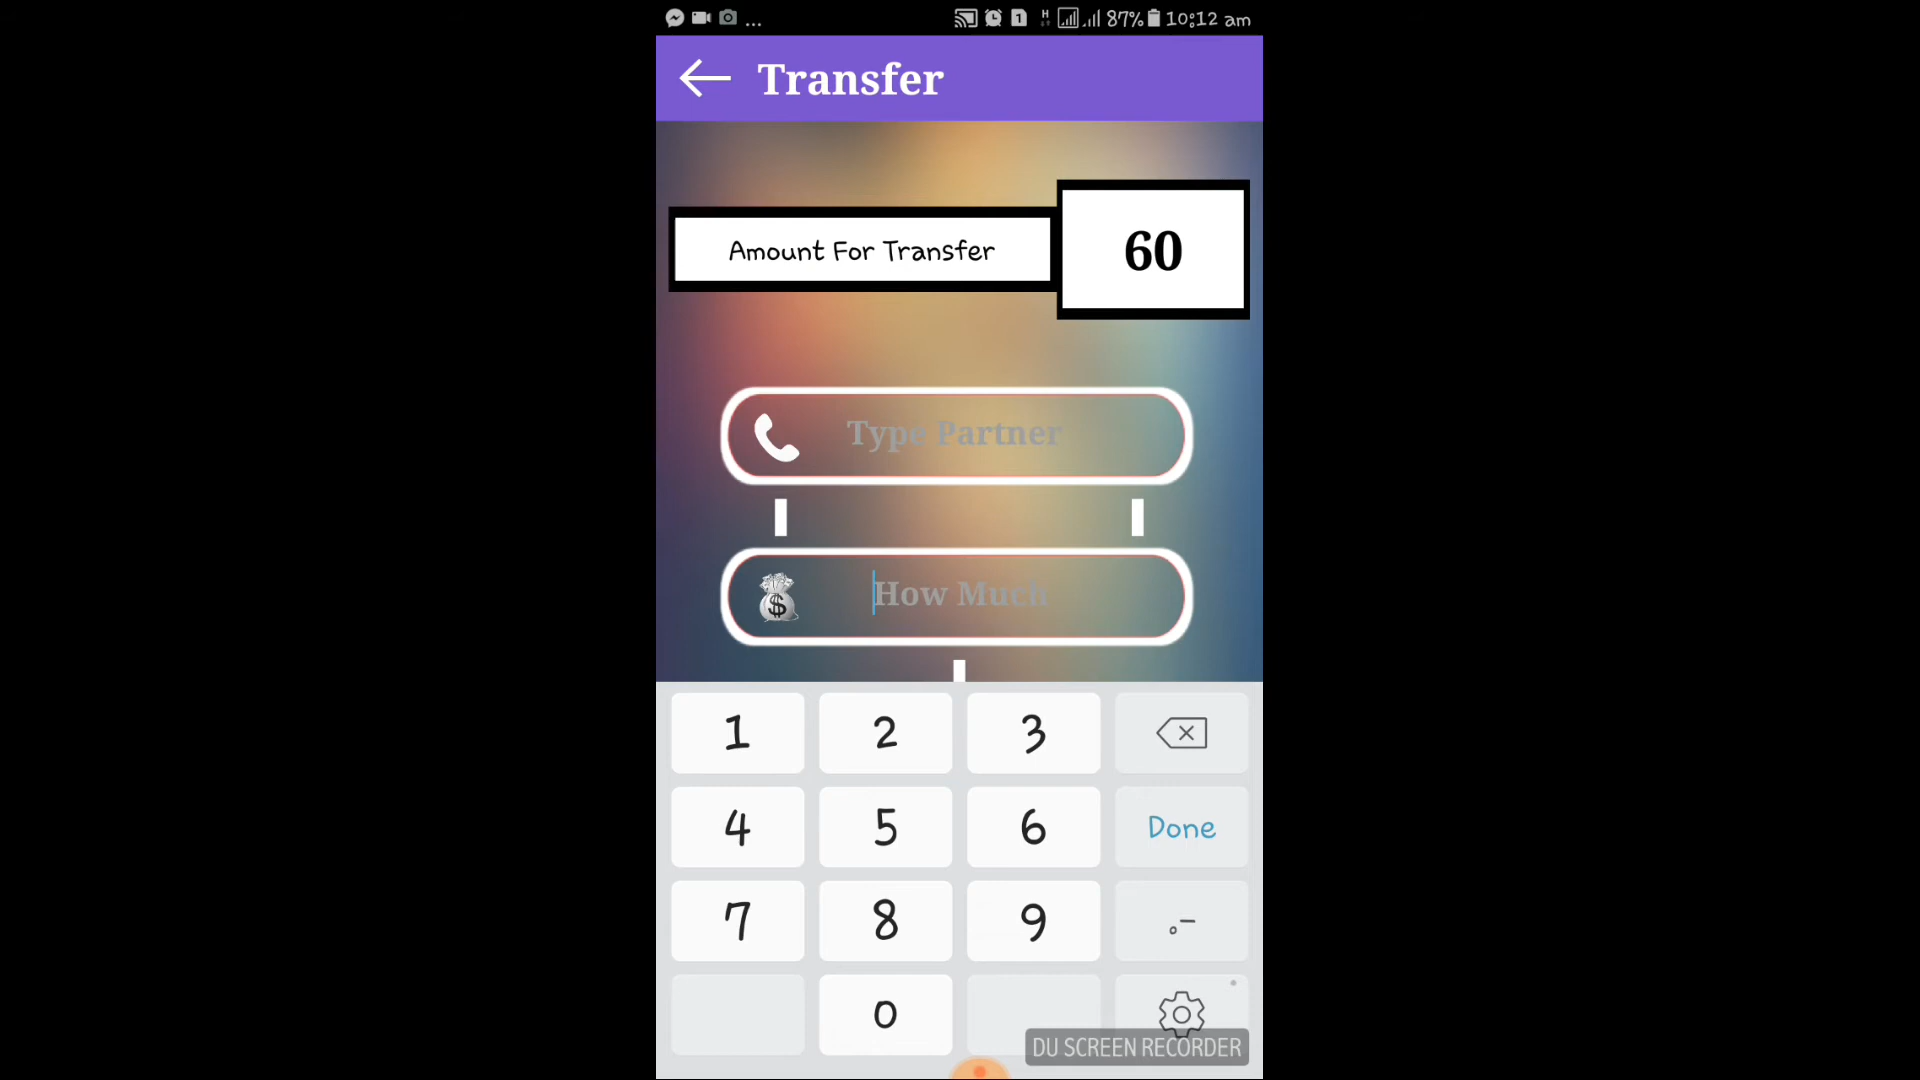 ... 1 H 87% 10:12 am
Transfer
Amount For Transfer
60
Type Partner
$ How Much
1 2 3
4 5 6 Done
7 8 9 .-
0
DU SCREEN RECORDER